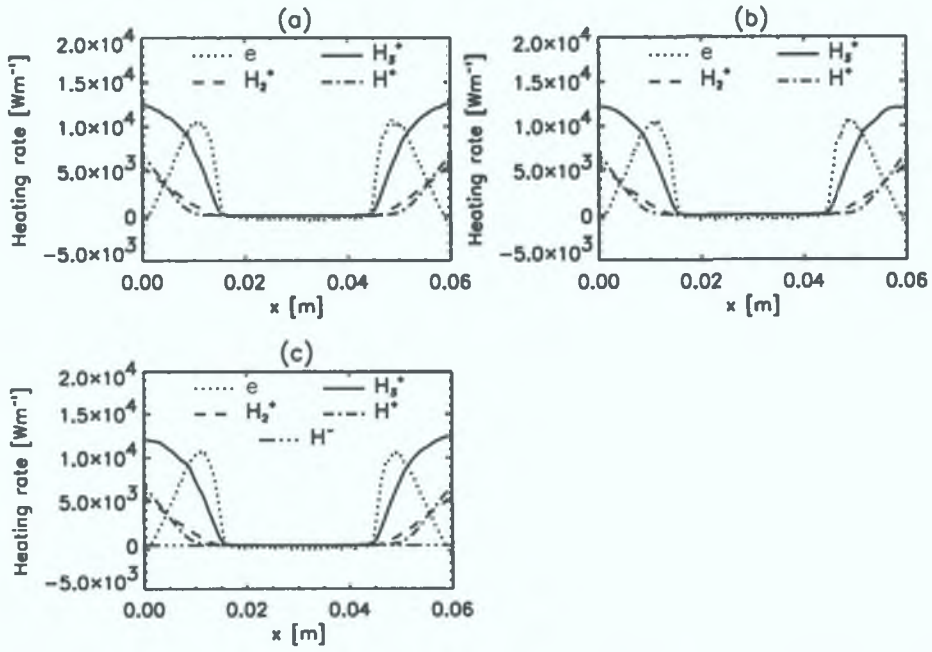 (a)
Heating rate [Wm⁻¹]
2.0×10⁴
1.5×10⁴
1.0×10⁴
5.0×10³
0
−5.0×10³
e
H₃⁺
H₂⁺
H⁺
0.00 0.02 0.04 0.06
x [m]
(b)
Heating rate [Wm⁻¹]
2.0×10⁴
1.5×10⁴
1.0×10⁴
5.0×10³
0
−5.0×10³
e
H₃⁺
H₂⁺
H⁺
0.00 0.02 0.04 0.06
x [m]
(c)
Heating rate [Wm⁻¹]
2.0×10⁴
1.5×10⁴
1.0×10⁴
5.0×10³
0
−5.0×10³
e
H₃⁺
H₂⁺
H⁺
H⁻
0.00 0.02 0.04 0.06
x [m]